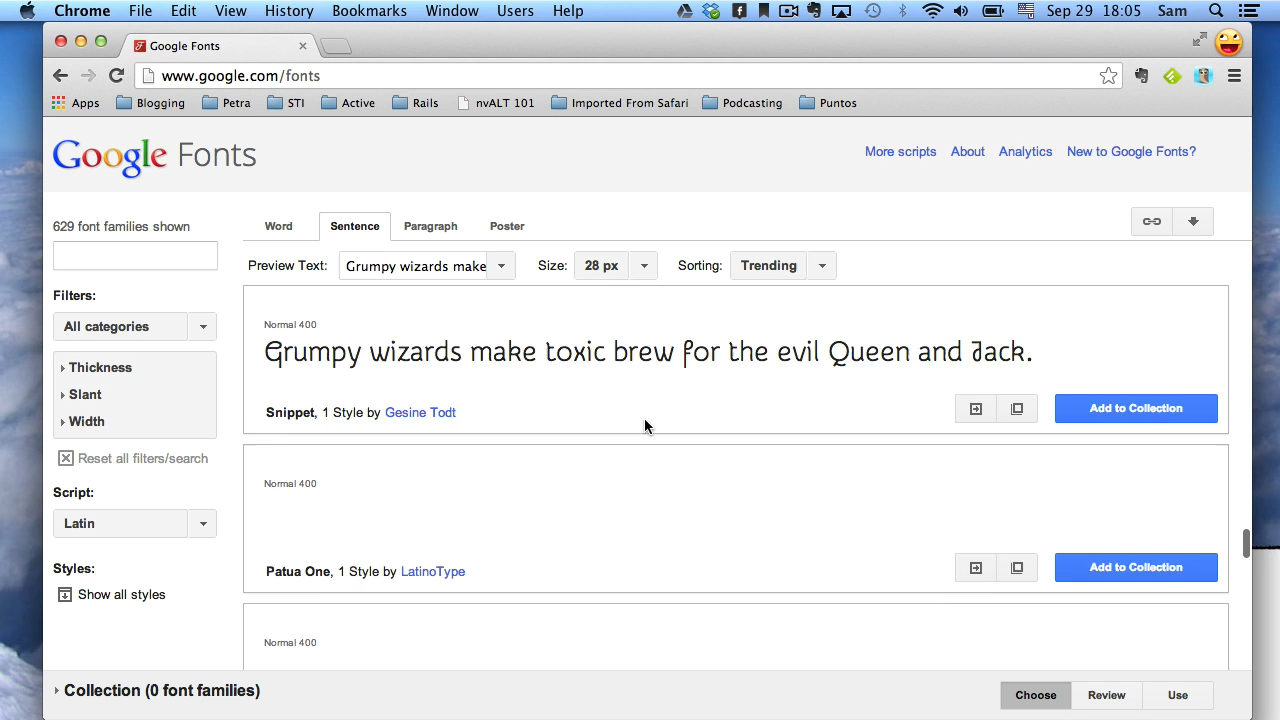 Chrome File Edit View History Bookmarks Window Users Help Sep 29 18:05 Sam
Google Fonts
www.google.com/fonts
Apps Blogging Petra STI Active Rails nvALT 101 Imported From Safari Podcasting Puntos
Google Fonts
More scripts About Analytics New to Google Fonts?
629 font families shown
Word Sentence Paragraph Poster
Preview Text: Grumpy wizards make Size: 28 px Sorting: Trending
Filters:
All categories
Thickness
Slant
Width
Reset all filters/search
Script:
Latin
Styles:
Show all styles
Normal 400
Grumpy wizards make toxic brew for the evil Queen and Jack.
Snippet, 1 Style by Gesine Todt
Add to Collection
Normal 400
Patua One, 1 Style by LatinoType
Add to Collection
Normal 400
Collection (0 font families)
Choose Review Use